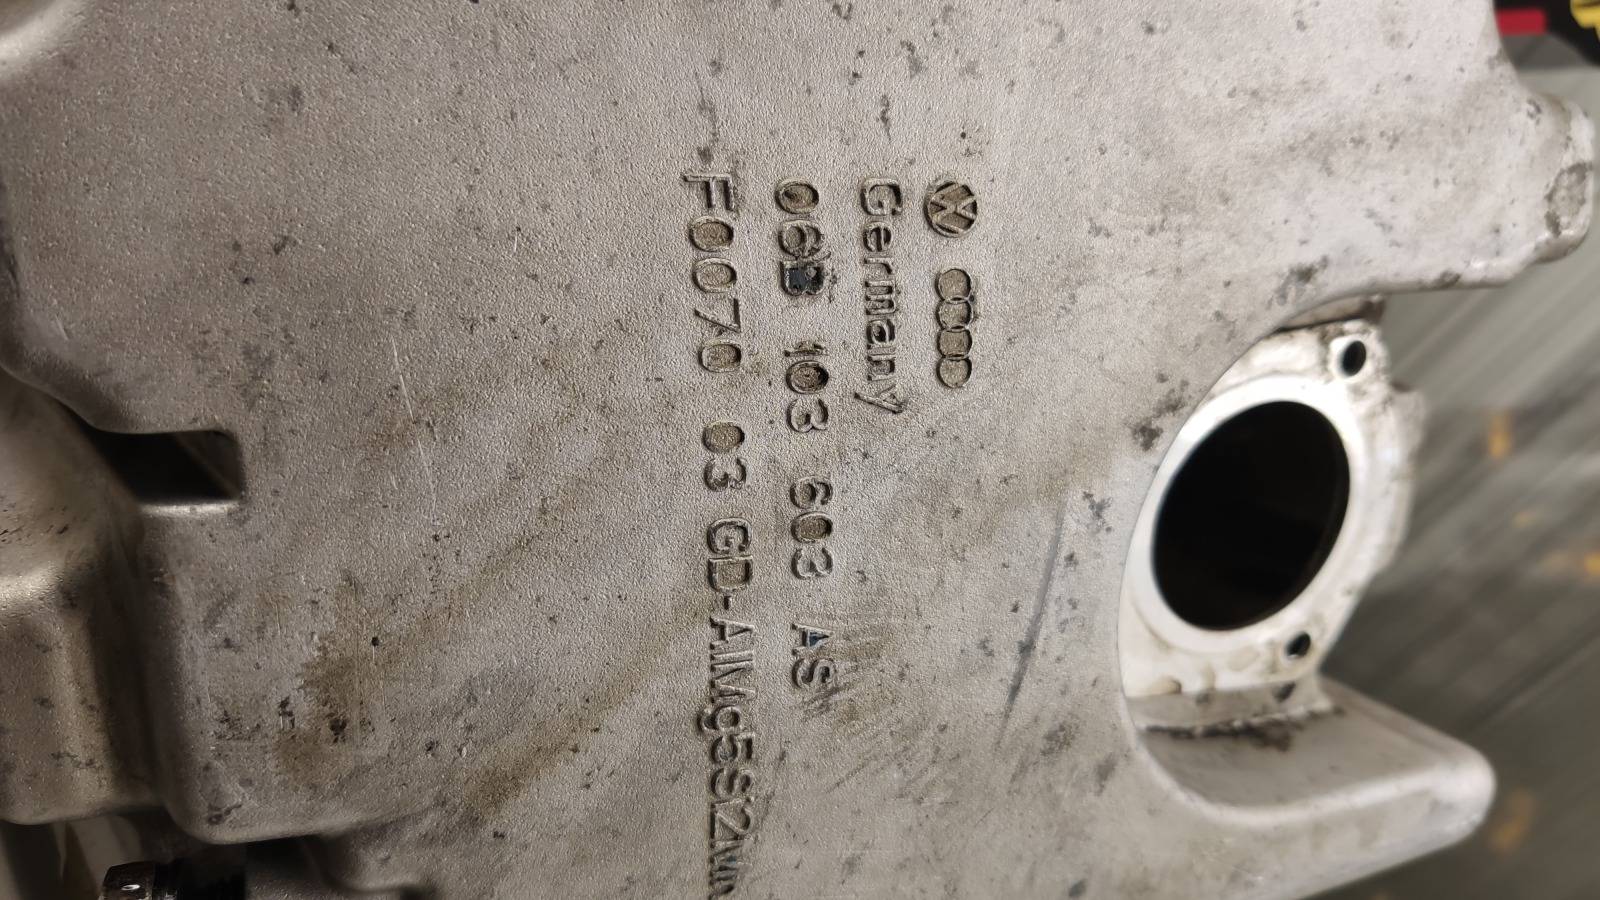 Germany
06B 103 603 AS
F0070 03 GD-AlMg5Si2Mn